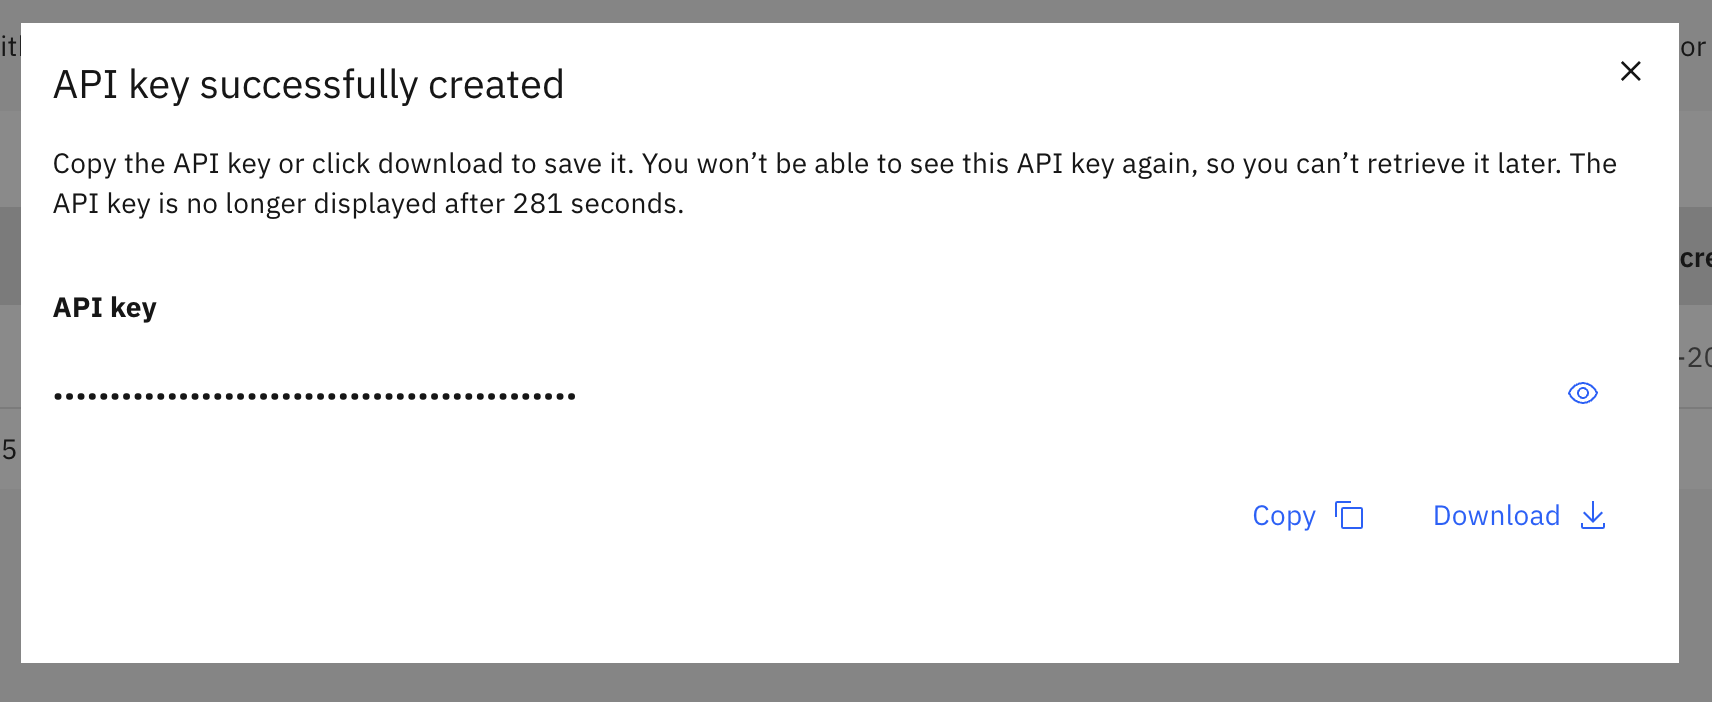 or
API key successfully created
Copy the API key or click download to save it. You won’t be able to see this API key again, so you can’t retrieve it later. The
API key is no longer displayed after 281 seconds.
API key
••••••••••••••••••••••••••••••••••••••••••••••
-20
5
Copy
Download